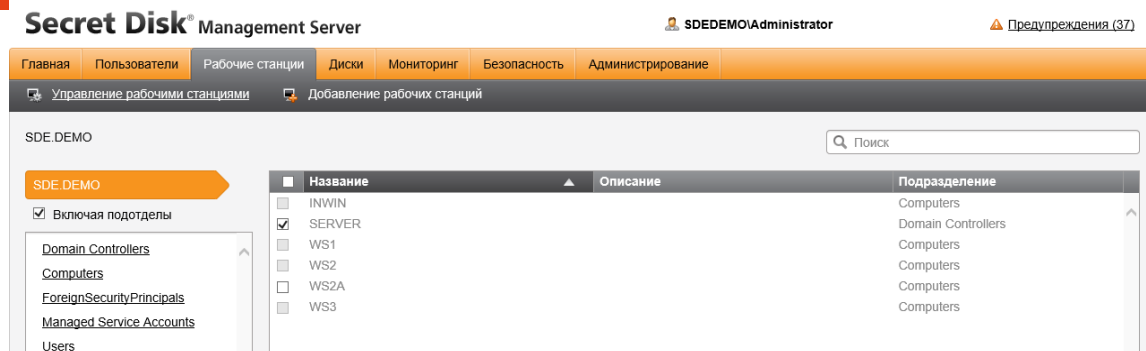 Secret Disk® Management Server
SDEDEMO\Administrator
Предупреждения (37)
Главная Пользователи Рабочие станции Диски Мониторинг Безопасность Администрирование
Управление рабочими станциями Добавление рабочих станций
SDE.DEMO
Поиск
SDE.DEMO
Включая подотделы
Domain Controllers
Computers
ForeignSecurityPrincipals
Managed Service Accounts
Users
Название Описание Подразделение
INWIN Computers
SERVER Domain Controllers
WS1 Computers
WS2 Computers
WS2A Computers
WS3 Computers